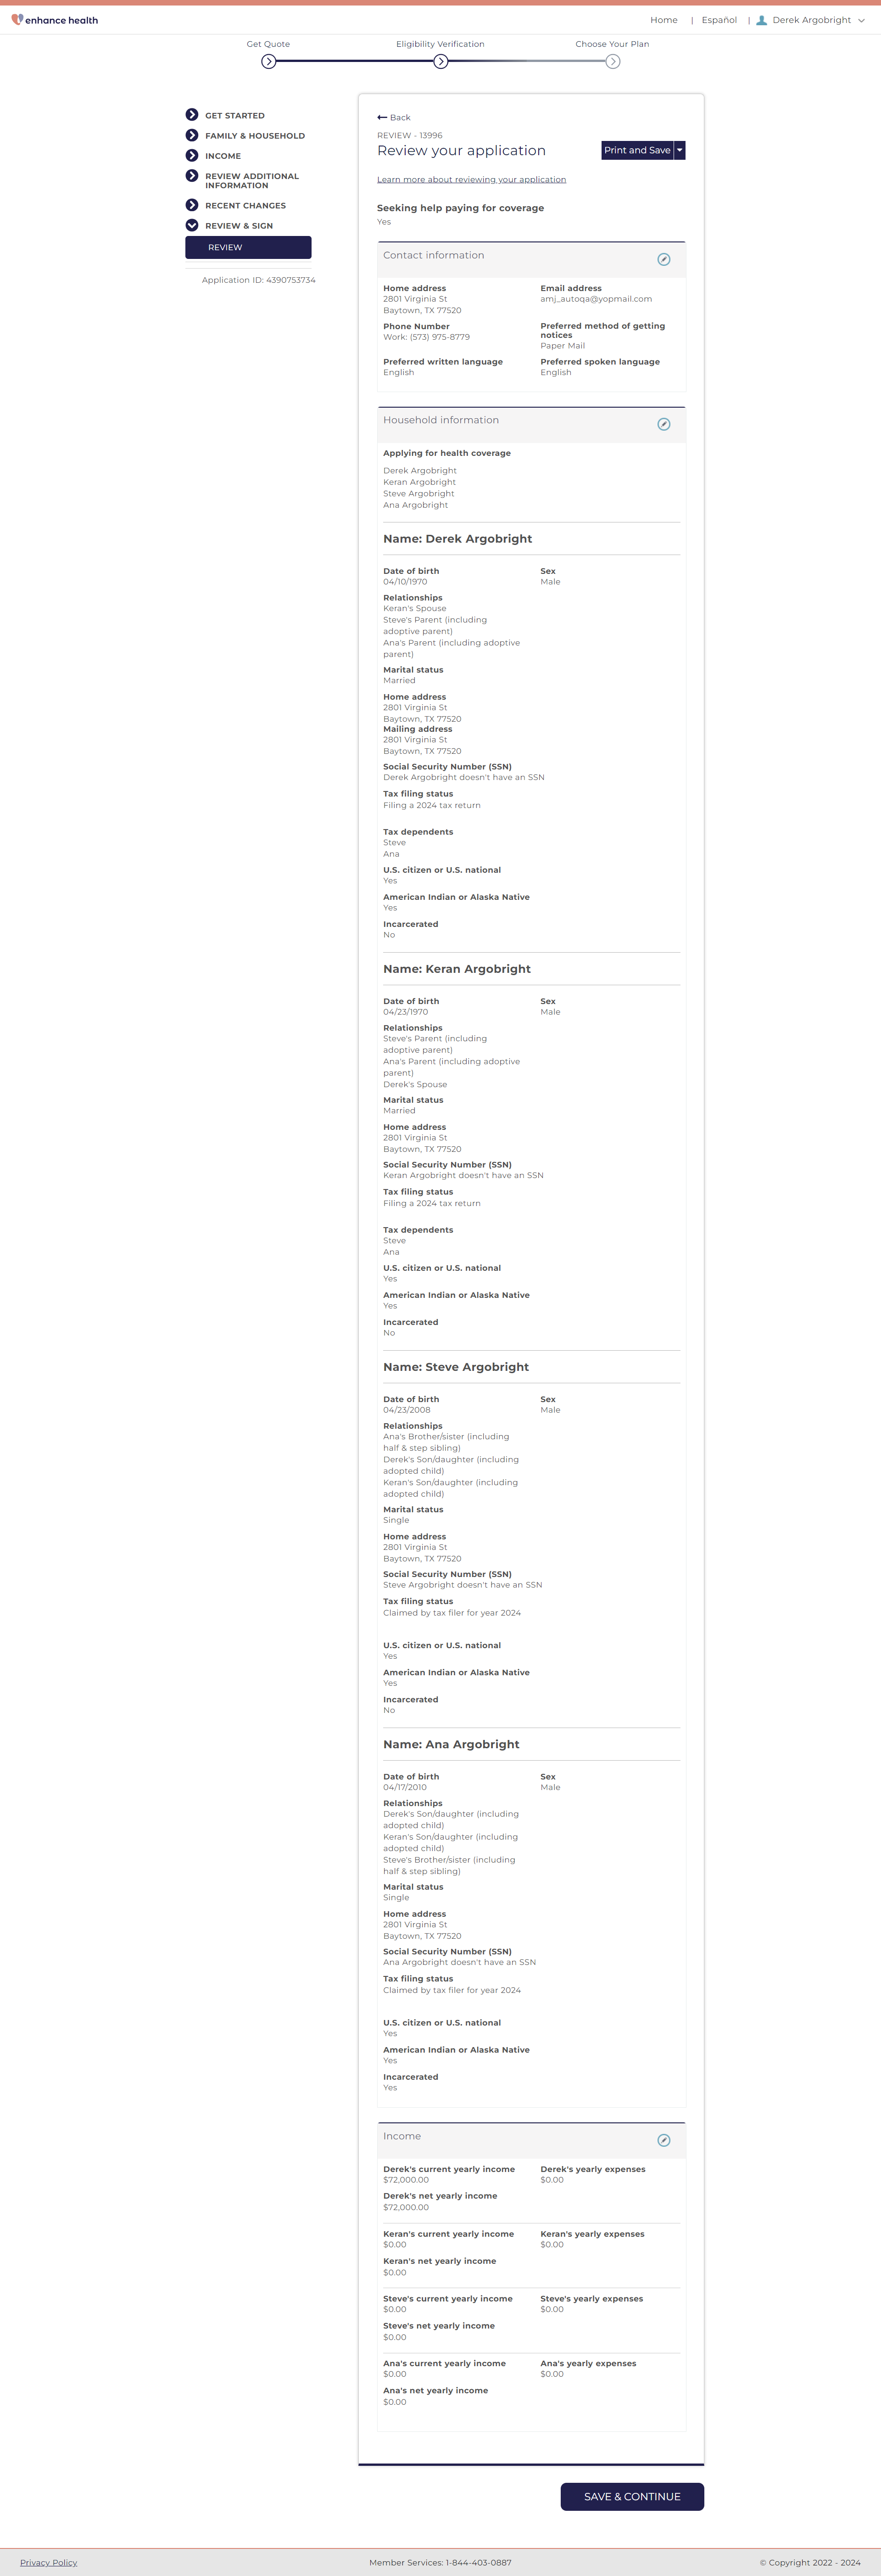 enhance health
Home | Español | Derek Argobright
Get Quote
Eligibility Verification
Choose Your Plan
GET STARTED
FAMILY & HOUSEHOLD
INCOME
REVIEW ADDITIONAL
INFORMATION
RECENT CHANGES
REVIEW & SIGN
REVIEW
Application ID: 4390753734
Back
REVIEW - 13996
Review your application
Print and Save
Learn more about reviewing your application
Seeking help paying for coverage
Yes
Contact information
Home address
2801 Virginia St
Baytown, TX 77520
Email address
amj_autoqa@yopmail.com
Phone Number
Work: (573) 975-8779
Preferred method of getting
notices
Paper Mail
Preferred written language
English
Preferred spoken language
English
Household information
Applying for health coverage
Derek Argobright
Keran Argobright
Steve Argobright
Ana Argobright
Name: Derek Argobright
Date of birth
04/10/1970
Sex
Male
Relationships
Keran's Spouse
Steve's Parent (including
adoptive parent)
Ana's Parent (including adoptive
parent)
Marital status
Married
Home address
2801 Virginia St
Baytown, TX 77520
Mailing address
2801 Virginia St
Baytown, TX 77520
Social Security Number (SSN)
Derek Argobright doesn't have an SSN
Tax filing status
Filing a 2024 tax return
Tax dependents
Steve
Ana
U.S. citizen or U.S. national
Yes
American Indian or Alaska Native
Yes
Incarcerated
No
Name: Keran Argobright
Date of birth
04/23/1970
Sex
Male
Relationships
Steve's Parent (including
adoptive parent)
Ana's Parent (including adoptive
parent)
Derek's Spouse
Marital status
Married
Home address
2801 Virginia St
Baytown, TX 77520
Social Security Number (SSN)
Keran Argobright doesn't have an SSN
Tax filing status
Filing a 2024 tax return
Tax dependents
Steve
Ana
U.S. citizen or U.S. national
Yes
American Indian or Alaska Native
Yes
Incarcerated
No
Name: Steve Argobright
Date of birth
04/23/2008
Sex
Male
Relationships
Ana's Brother/sister (including
half & step sibling)
Derek's Son/daughter (including
adopted child)
Keran's Son/daughter (including
adopted child)
Marital status
Single
Home address
2801 Virginia St
Baytown, TX 77520
Social Security Number (SSN)
Steve Argobright doesn't have an SSN
Tax filing status
Claimed by tax filer for year 2024
U.S. citizen or U.S. national
Yes
American Indian or Alaska Native
Yes
Incarcerated
No
Name: Ana Argobright
Date of birth
04/17/2010
Sex
Male
Relationships
Derek's Son/daughter (including
adopted child)
Keran's Son/daughter (including
adopted child)
Steve's Brother/sister (including
half & step sibling)
Marital status
Single
Home address
2801 Virginia St
Baytown, TX 77520
Social Security Number (SSN)
Ana Argobright doesn't have an SSN
Tax filing status
Claimed by tax filer for year 2024
U.S. citizen or U.S. national
Yes
American Indian or Alaska Native
Yes
Incarcerated
Yes
Income
Derek's current yearly income
$72,000.00
Derek's yearly expenses
$0.00
Derek's net yearly income
$72,000.00
Keran's current yearly income
$0.00
Keran's yearly expenses
$0.00
Keran's net yearly income
$0.00
Steve's current yearly income
$0.00
Steve's yearly expenses
$0.00
Steve's net yearly income
$0.00
Ana's current yearly income
$0.00
Ana's yearly expenses
$0.00
Ana's net yearly income
$0.00
SAVE & CONTINUE
Privacy Policy
Member Services: 1-844-403-0887
© Copyright 2022 - 2024